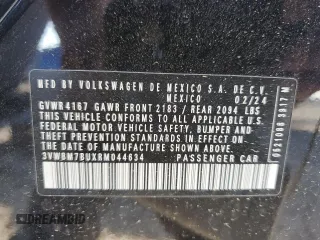 MFD. BY VOLKSWAGEN DE MEXICO S.A. DE C.V.
MEXICO 02/24
GVWR 4167 GAWR FRONT 2183 / REAR 2094 LBS
THIS VEHICLE CONFORMS TO ALL APPLICABLE
FEDERAL MOTOR VEHICLE SAFETY, BUMPER AND
THEFT PREVENTION STANDARDS IN EFFECT ON
THE DATE OF MANUFACTURE SHOWN ABOVE.
3VWBM7BUXRM044634 PASSENGER CAR
DREAMBID